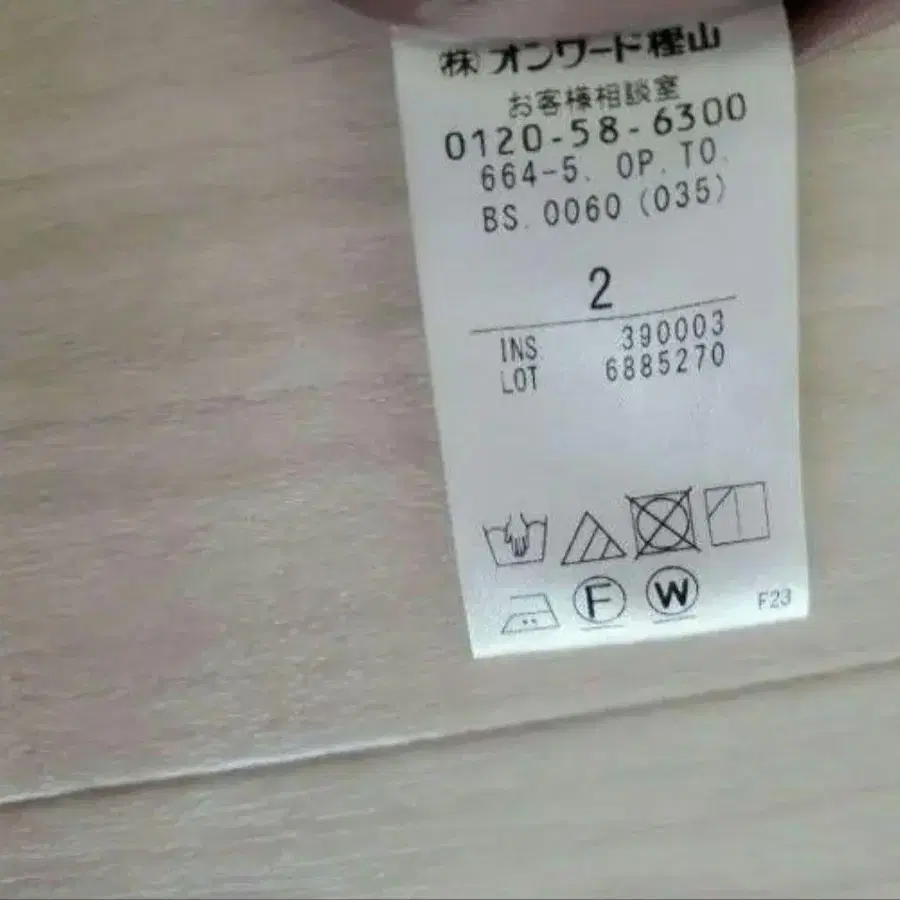 ㈱ オンワード樫山
お客様相談室
0120-58-6300
664-5. OP. TO.
BS. 0060 (035)
2
INS 390003
LOT 6885270
F W
F23